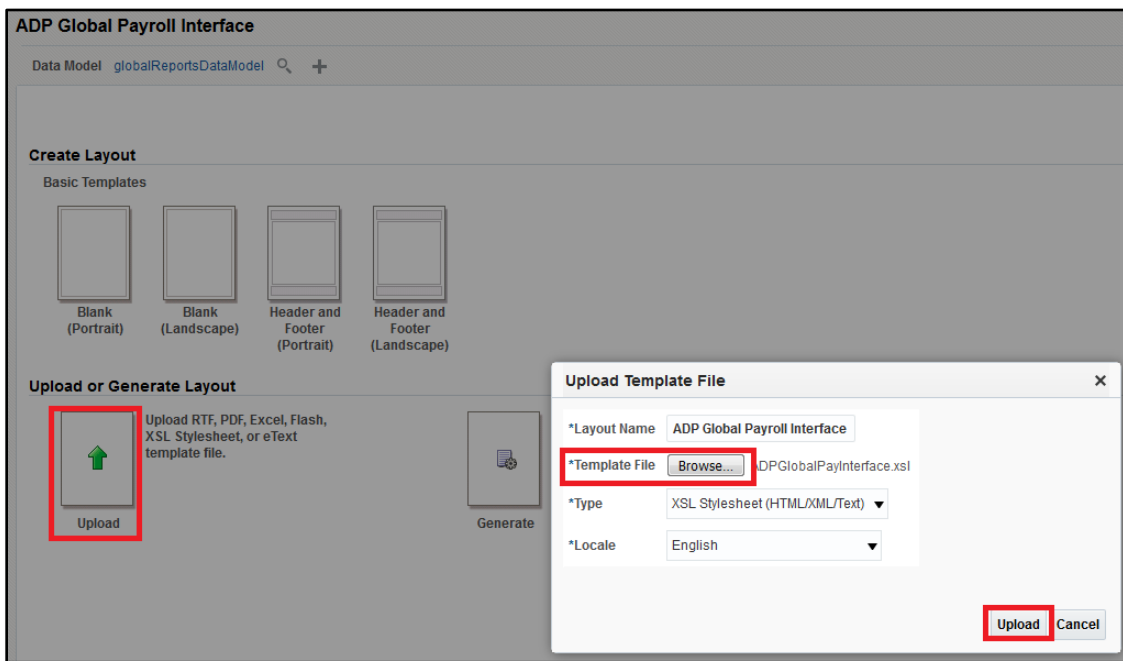 ADP Global Payroll Interface
Data Model globalReportsDataModel
Create Layout
Basic Templates
Blank
(Portrait)
Blank
(Landscape)
Header and
Footer
(Portrait)
Header and
Footer
(Landscape)
Upload or Generate Layout
Upload RTF, PDF, Excel, Flash,
XSL Stylesheet, or eText
template file.
Upload
Generate
Upload Template File
*Layout Name ADP Global Payroll Interface
*Template File Browse... ADPGlobalPayInterface.xsl
*Type XSL Stylesheet (HTML/XML/Text)
*Locale English
Upload Cancel